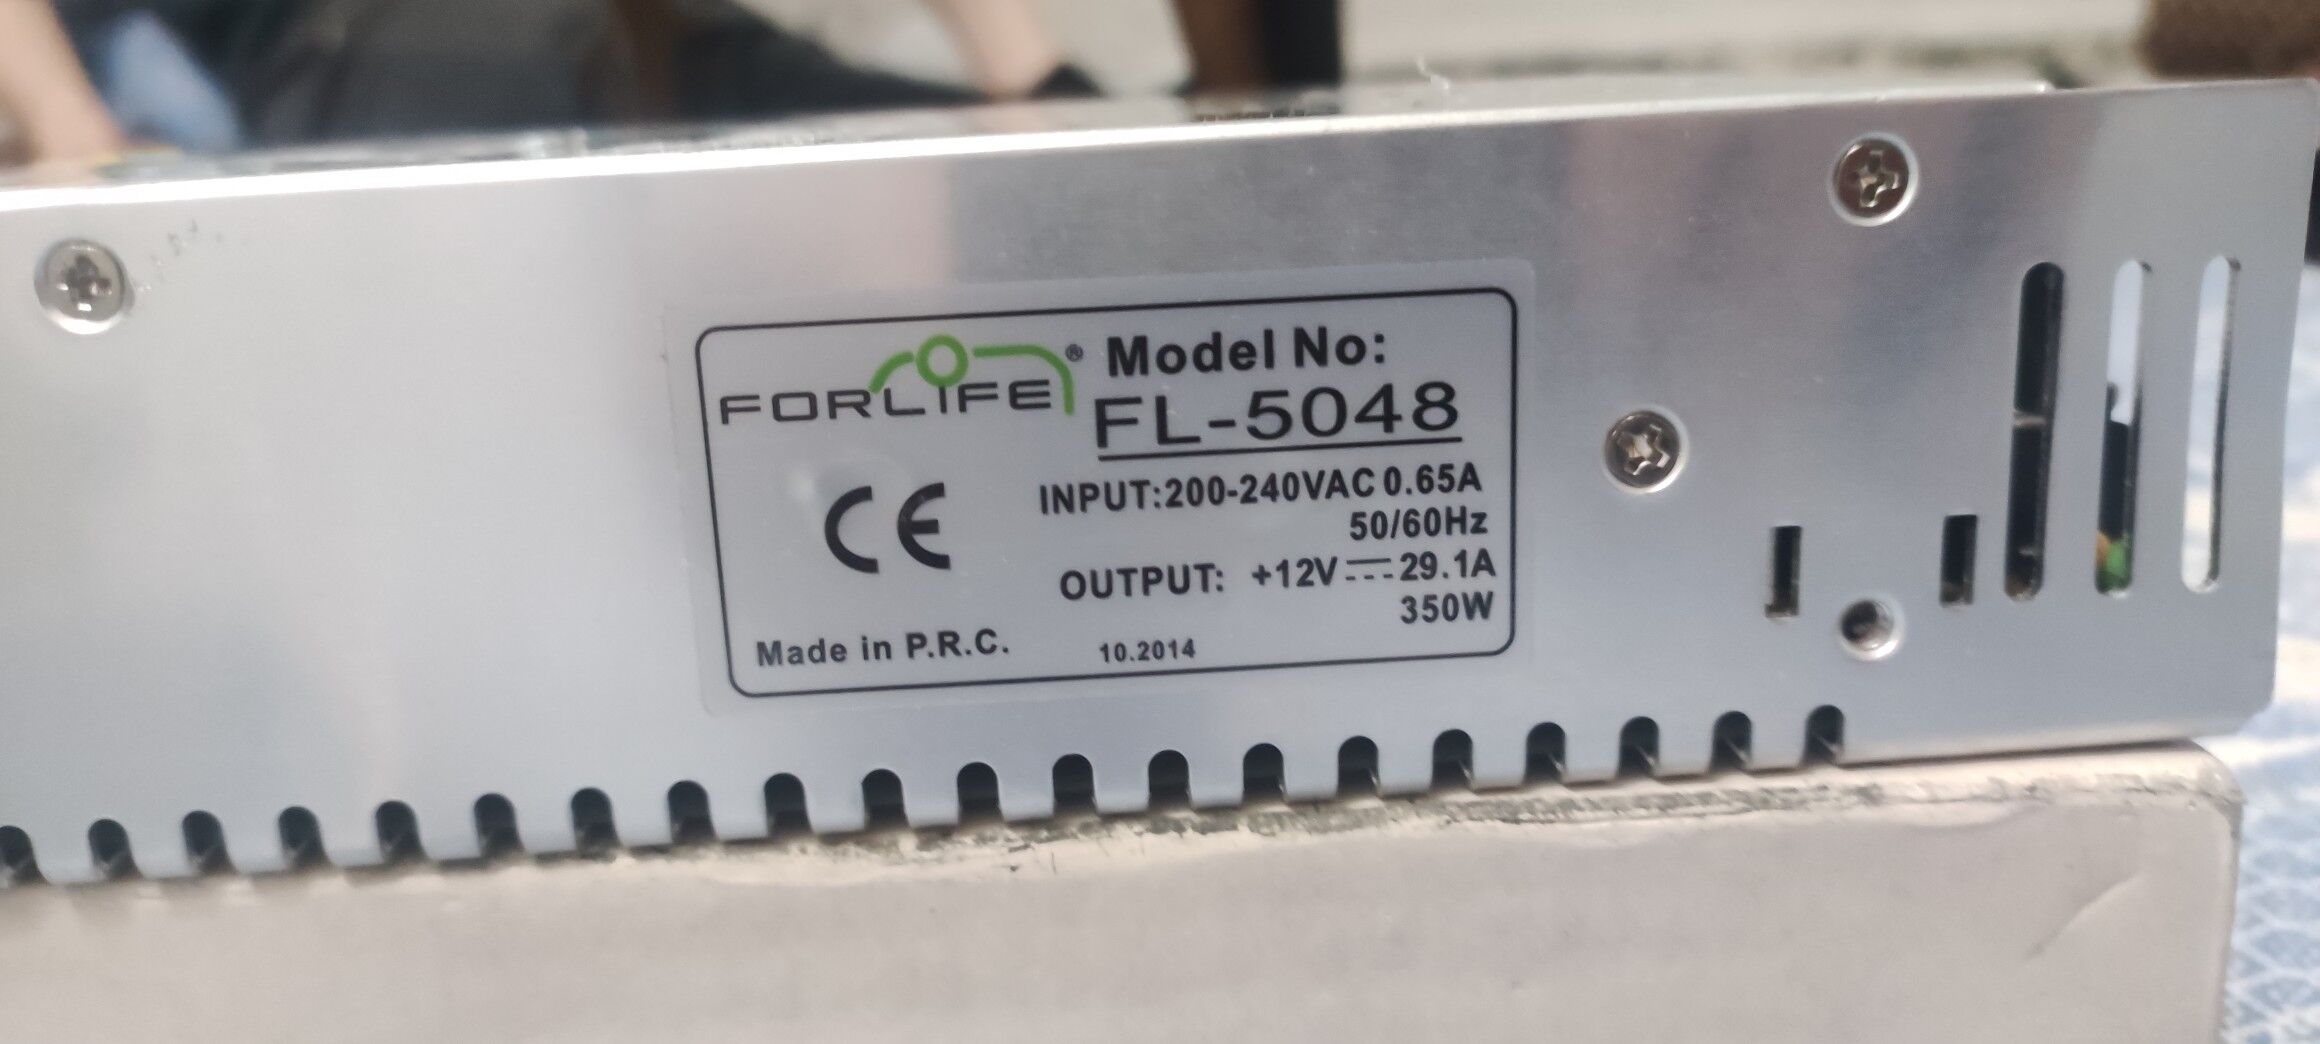 FORLIFE® Model No:
FL-5048
CE INPUT:200-240VAC 0.65A
50/60Hz
OUTPUT: +12V⎓29.1A
350W
Made in P.R.C. 10.2014